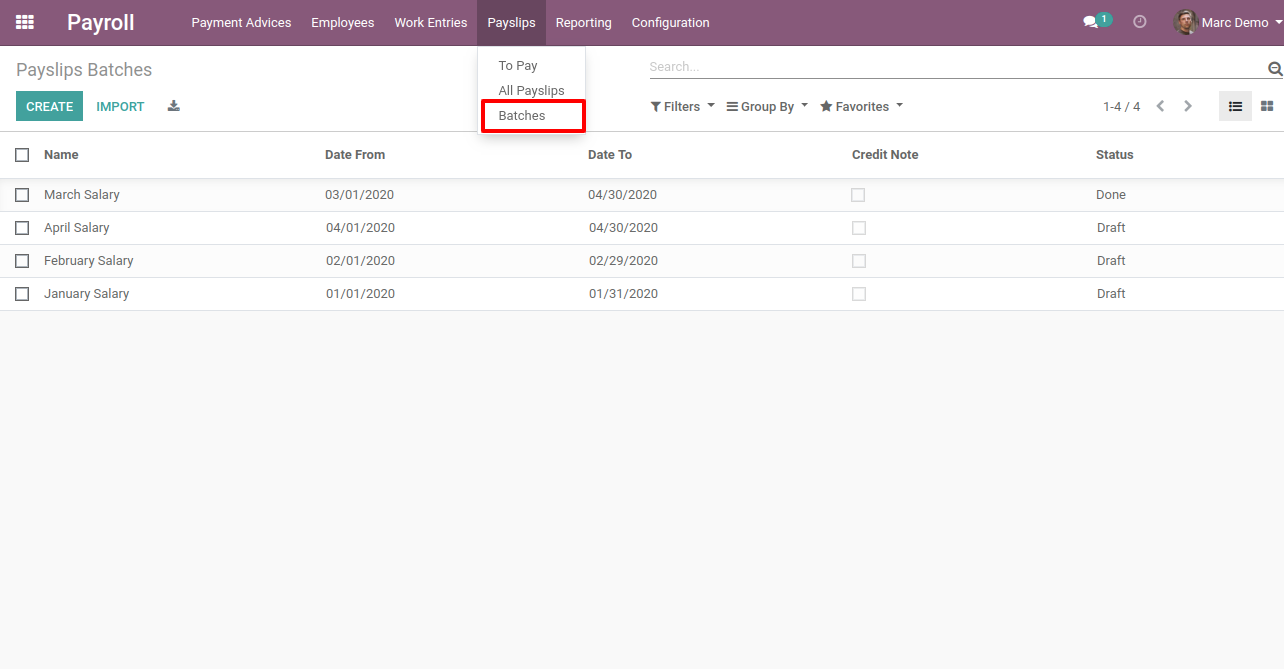 Payroll Payment Advices Employees Work Entries Payslips Reporting Configuration 1 Marc Demo
Payslips Batches
Search...
To Pay
All Payslips
Batches
CREATE IMPORT Filters Group By Favorites 1-4 / 4
Name Date From Date To Credit Note Status
March Salary 03/01/2020 04/30/2020 Done
April Salary 04/01/2020 04/30/2020 Draft
February Salary 02/01/2020 02/29/2020 Draft
January Salary 01/01/2020 01/31/2020 Draft